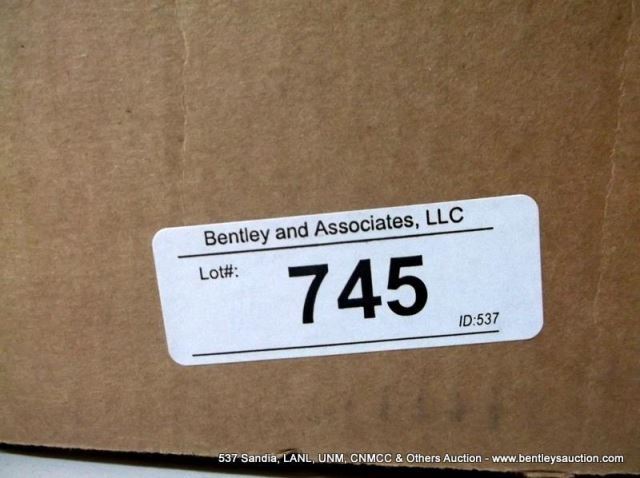 Bentley and Associates, LLC
Lot#:
745
ID:537
537 Sandia, LANL, UNM, CNMCC & Others Auction - www.bentleysauction.com